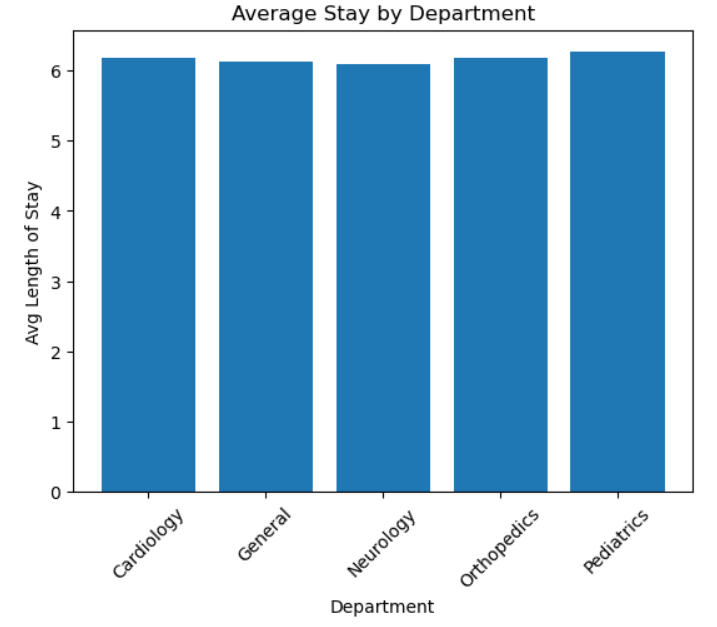 Average Stay by Department
Avg Length of Stay
6
5
4
3
2
1
0
Cardiology
General
Neurology
Orthopedics
Pediatrics
Department